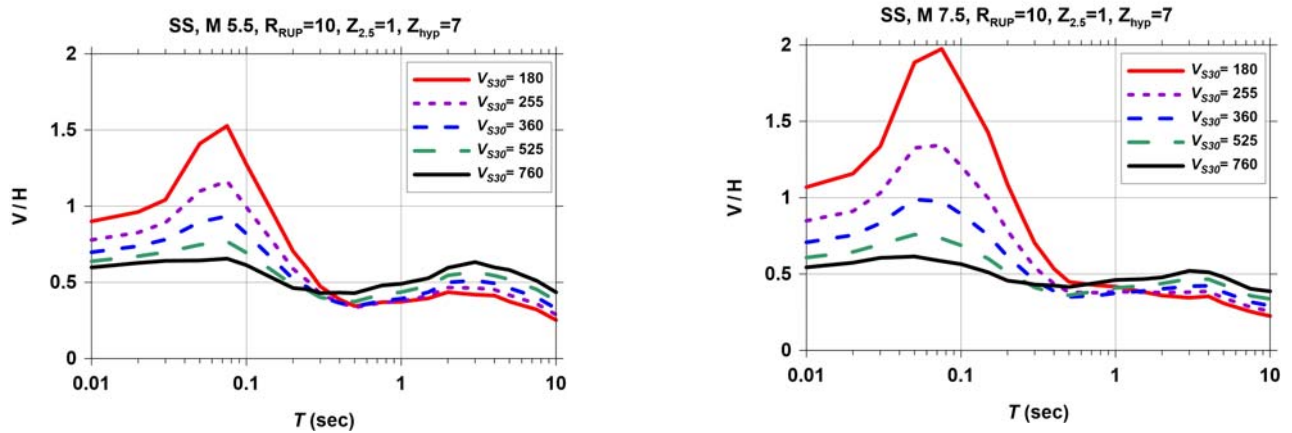 SS, M 5.5, RRUP=10, Z2.5=1, Zhyp=7
2
1.5
1
0.5
0
V/H
VS30= 180
VS30= 255
VS30= 360
VS30= 525
VS30= 760
0.01
0.1
1
10
T (sec)
SS, M 7.5, RRUP=10, Z2.5=1, Zhyp=7
2
1.5
1
0.5
0
V/H
VS30= 180
VS30= 255
VS30= 360
VS30= 525
VS30= 760
0.01
0.1
1
10
T (sec)